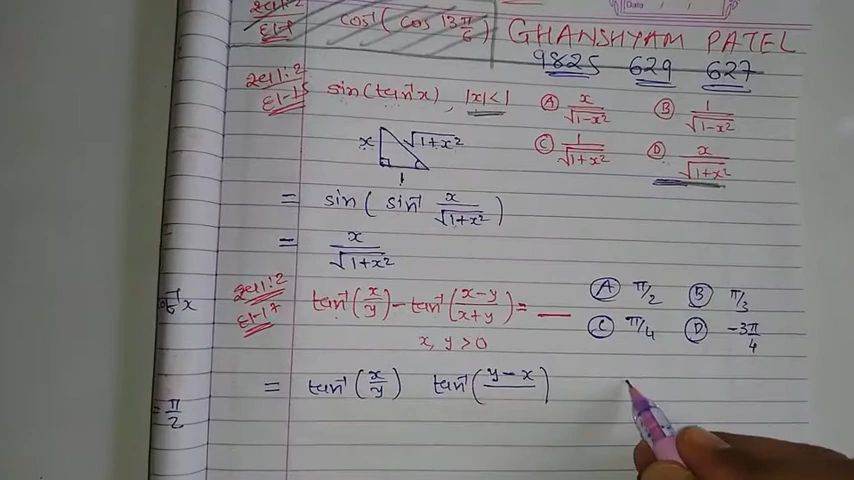 cos⁻¹(cos 13π/6) GHANSHYAM PATEL
9825 629 627
sin(tan⁻¹x), |x|<1 (A) x/√(1-x²) (B) 1/√(1-x²)
x √(1+x²) (C) 1/√(1+x²) (D) x/√(1+x²)
1
= sin(sin⁻¹ x/√(1+x²))
= x/√(1+x²)
tan⁻¹(x/y) - tan⁻¹((x-y)/(x+y)) = __ (A) π/2 (B) π/3
x, y > 0 (C) π/4 (D) -3π/4
= tan⁻¹(x/y) tan⁻¹(y-x/ )
= π/2